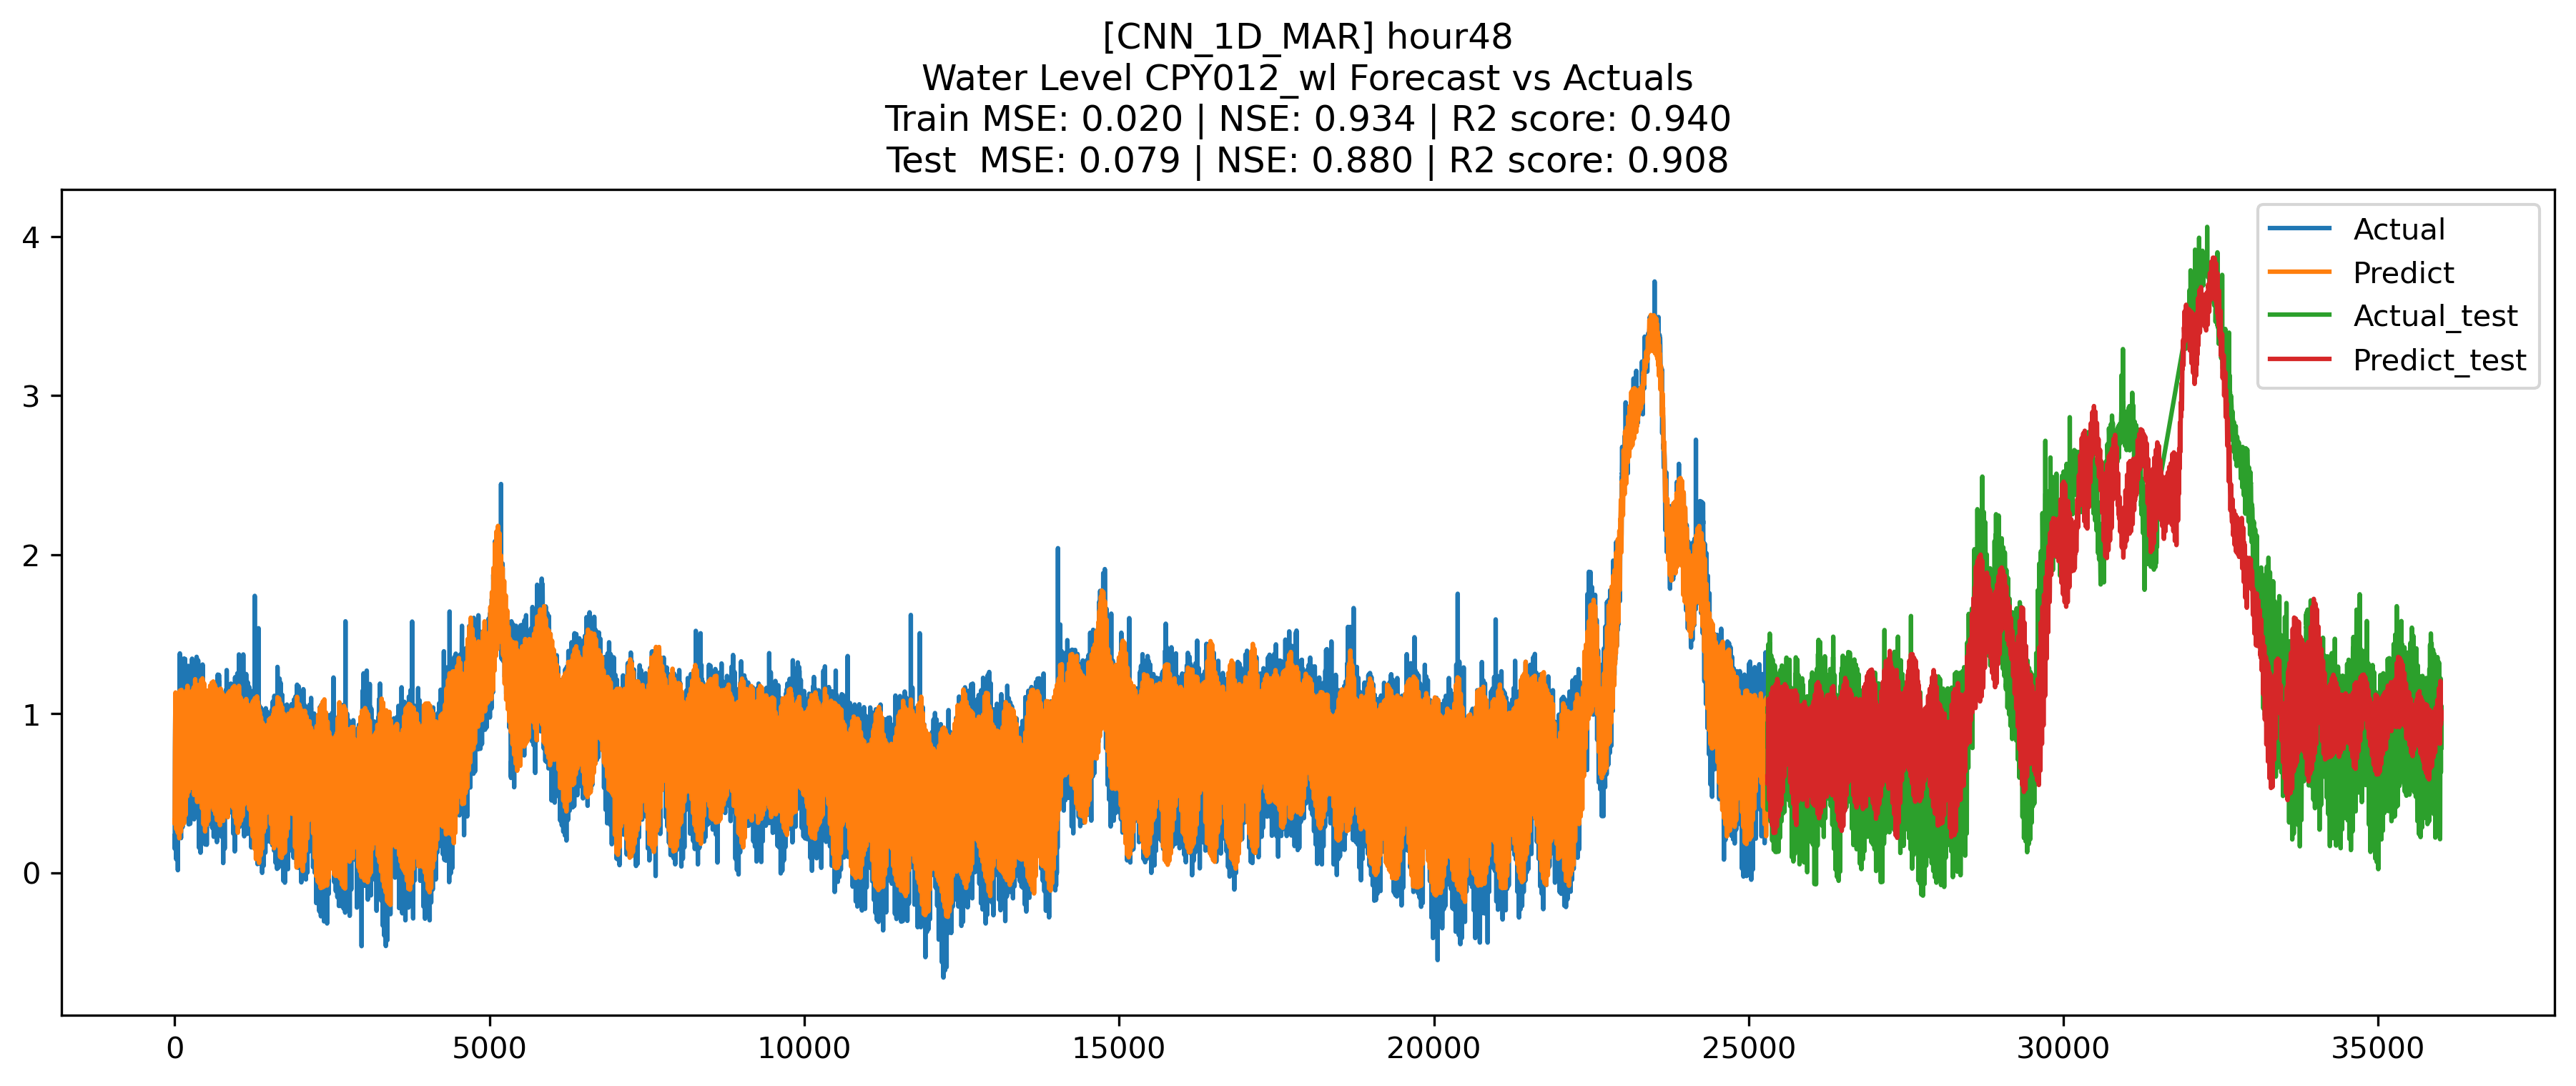 [CNN_1D_MAR] hour48
Water Level CPY012_wl Forecast vs Actuals
Train MSE: 0.020 | NSE: 0.934 | R2 score: 0.940
Test  MSE: 0.079 | NSE: 0.880 | R2 score: 0.908
Actual
Predict
Actual_test
Predict_test
4
3
2
1
0
0 5000 10000 15000 20000 25000 30000 35000